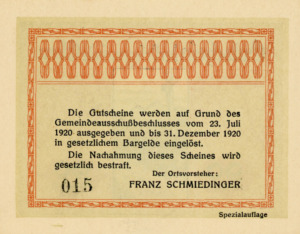 Die Gutscheine werden auf Grund des
Gemeindeausschußbeschlusses vom 23. Juli
1920 ausgegeben und bis 31. Dezember 1920
in gesetzlichem Bargelde eingelöst.
Die Nachahmung dieses Scheines wird
gesetzlich bestraft.
Der Ortsvorsteher:
015 FRANZ SCHMIEDINGER
Spezialauflage